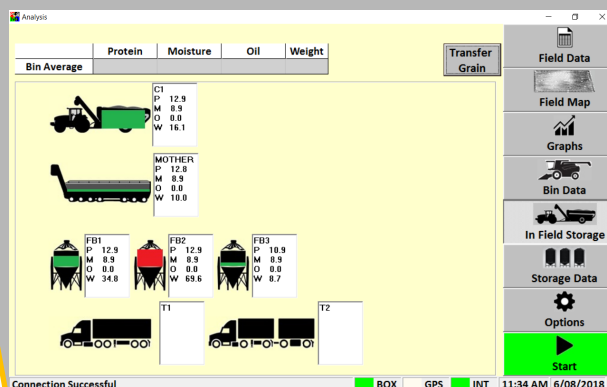 Analysis
Protein Moisture Oil Weight
Bin Average
Transfer
Grain
C1
P 12.9
M 8.9
O 0.0
W 16.1
MOTHER
P 12.8
M 8.9
O 0.0
W 10.0
FB1
P 12.9
M 8.9
O 0.0
W 34.8
FB2
P 12.9
M 8.9
O 0.0
W 69.6
FB3
P 10.9
M 8.9
O 0.0
W 8.7
T1
T2
Field Data
Field Map
Graphs
Bin Data
In Field Storage
Storage Data
Options
Start
Connection Successful BOX GPS INT 11:34 AM 6/08/2018